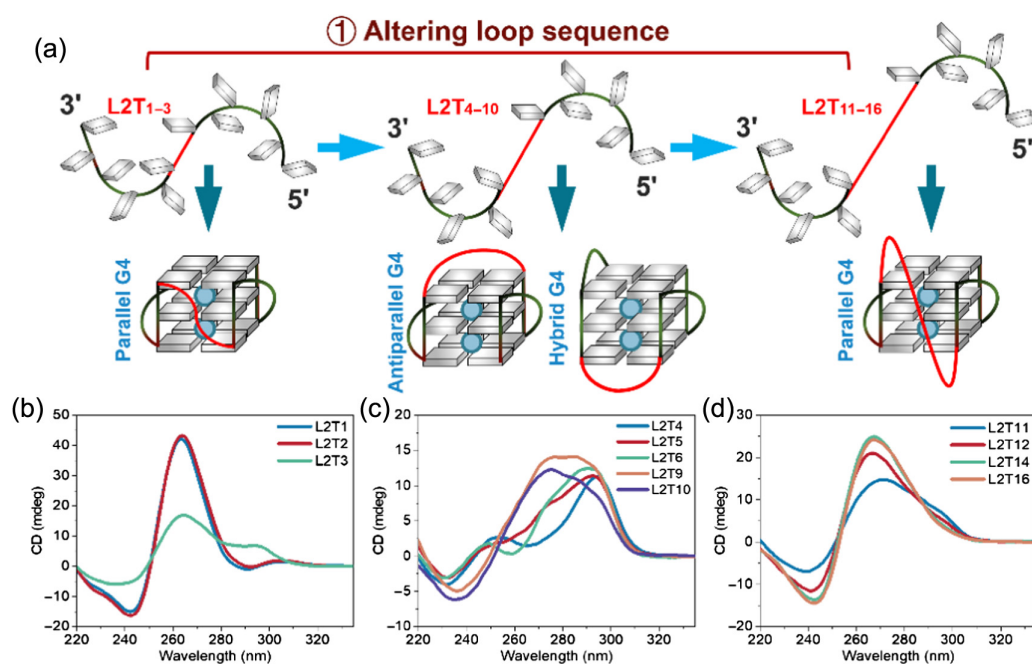 (a)
① Altering loop sequence
L2T1–3
L2T4–10
L2T11–16
3'
5'
3'
5'
3'
5'
Parallel G4
Antiparallel G4
Hybrid G4
Parallel G4
(b)
50
40
30
20
10
0
−10
−20
CD (mdeg)
L2T1
L2T2
L2T3
220 240 260 280 300 320
Wavelength (nm)
(c)
20
15
10
5
0
−5
−10
CD (mdeg)
L2T4
L2T5
L2T6
L2T9
L2T10
220 240 260 280 300 320
Wavelength (nm)
(d)
30
20
10
0
−10
−20
CD (mdeg)
L2T11
L2T12
L2T14
L2T16
220 240 260 280 300 320
Wavelength (nm)